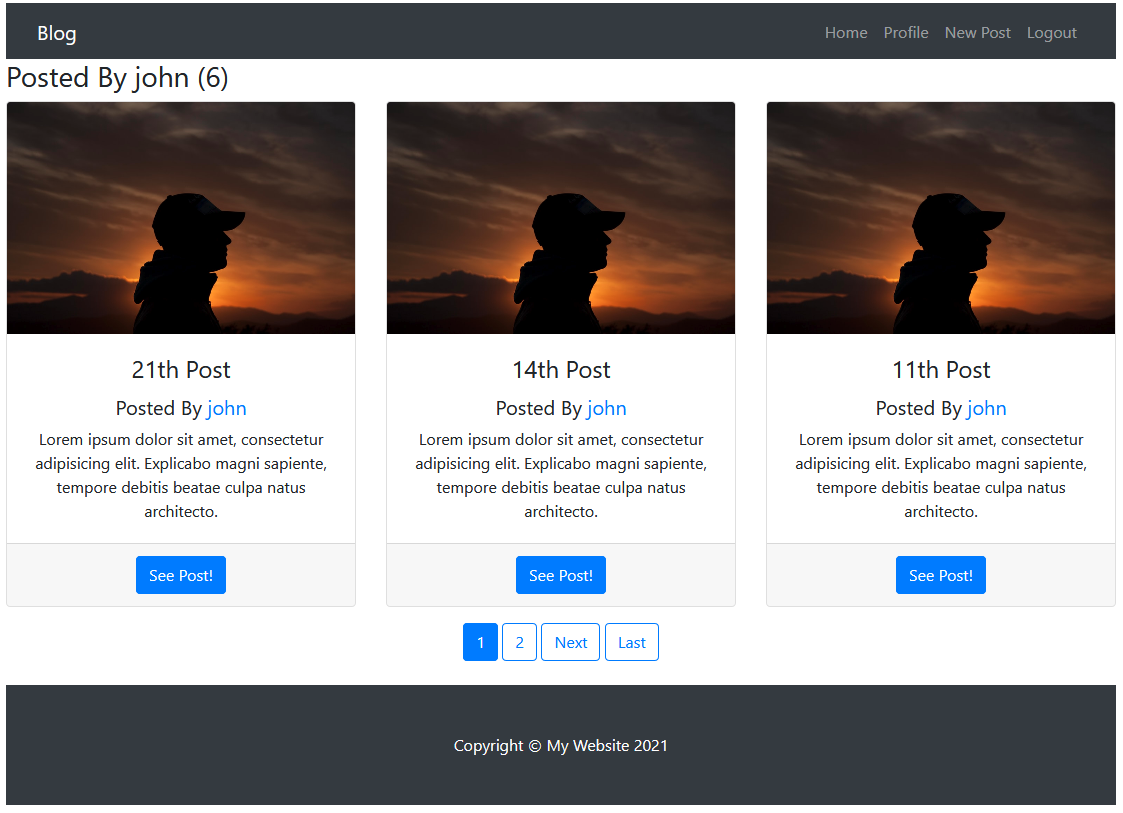 Blog Home Profile New Post Logout
Posted By john (6)
21th Post
Posted By john
Lorem ipsum dolor sit amet, consectetur
adipisicing elit. Explicabo magni sapiente,
tempore debitis beatae culpa natus
architecto.
See Post!
14th Post
Posted By john
Lorem ipsum dolor sit amet, consectetur
adipisicing elit. Explicabo magni sapiente,
tempore debitis beatae culpa natus
architecto.
See Post!
11th Post
Posted By john
Lorem ipsum dolor sit amet, consectetur
adipisicing elit. Explicabo magni sapiente,
tempore debitis beatae culpa natus
architecto.
See Post!
1 2 Next Last
Copyright © My Website 2021